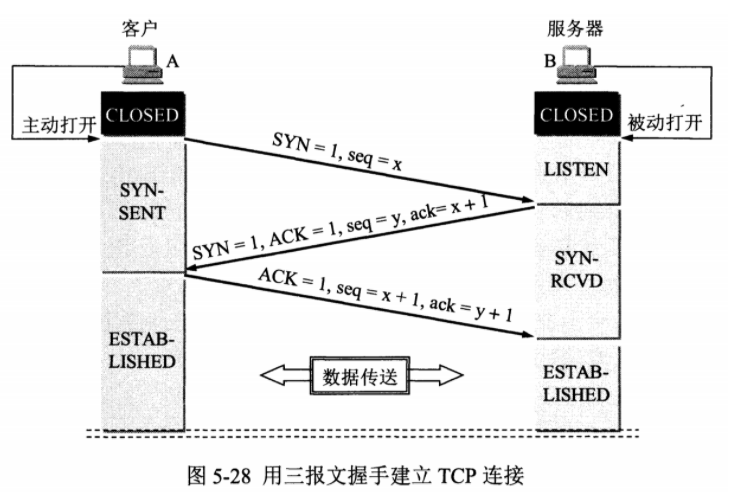 客户
服务器
A
B
CLOSED
CLOSED
主动打开
被动打开
SYN = 1, seq = x
LISTEN
SYN-
SENT
SYN = 1, ACK = 1, seq = y, ack= x + 1
SYN-
RCVD
ACK = 1, seq = x + 1, ack = y + 1
ESTAB-
LISHED
数据传送
ESTAB-
LISHED
图 5-28 用三报文握手建立 TCP 连接